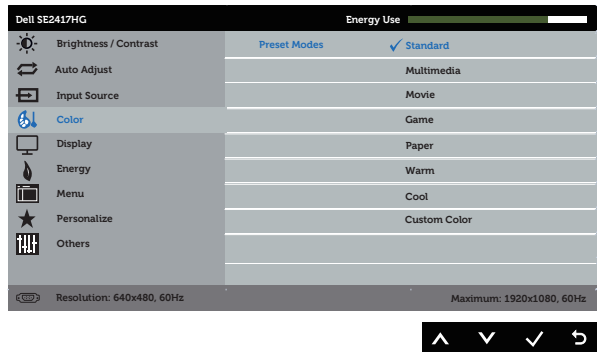 Dell SE2417HG Energy Use
Brightness / Contrast Preset Modes Standard
Auto Adjust Multimedia
Input Source Movie
Color Game
Display Paper
Energy Warm
Menu Cool
Personalize Custom Color
Others
Resolution: 640x480, 60Hz Maximum: 1920x1080, 60Hz